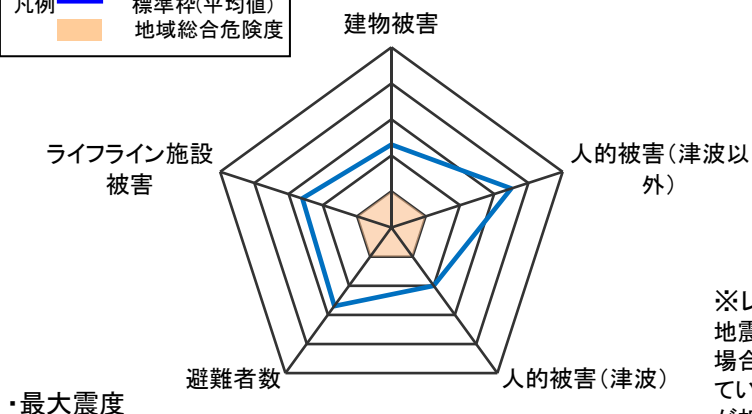 凡例 標準枠(平均値)
地域総合危険度
建物被害
ライフライン施設
被害
人的被害(津波以
外)
避難者数
人的被害(津波)
・最大震度
地震
場合
てい